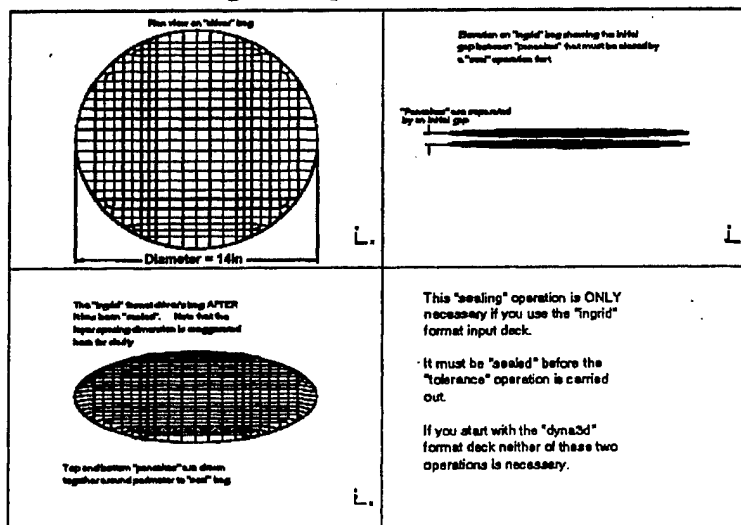 Plan view on "driver" bag
Diameter = 14in
Elevation on "ingrid" bag showing the initial
gap between "pancakes" that must be closed by
a "seal" operation first
"Pancakes" are separated
by an initial gap
The "ingrid" format driver's bag AFTER
it has been "sealed". Note that the
layer spacing dimension is exaggerated
here for clarity
Top and bottom "pancakes" are drawn
together around perimeter to "seal" bag
This "sealing" operation is ONLY
necessary if you use the "ingrid"
format input deck.
It must be "sealed" before the
"tolerance" operation is carried
out.
If you start with the "dyna3d"
format deck neither of these two
operations is necessary.